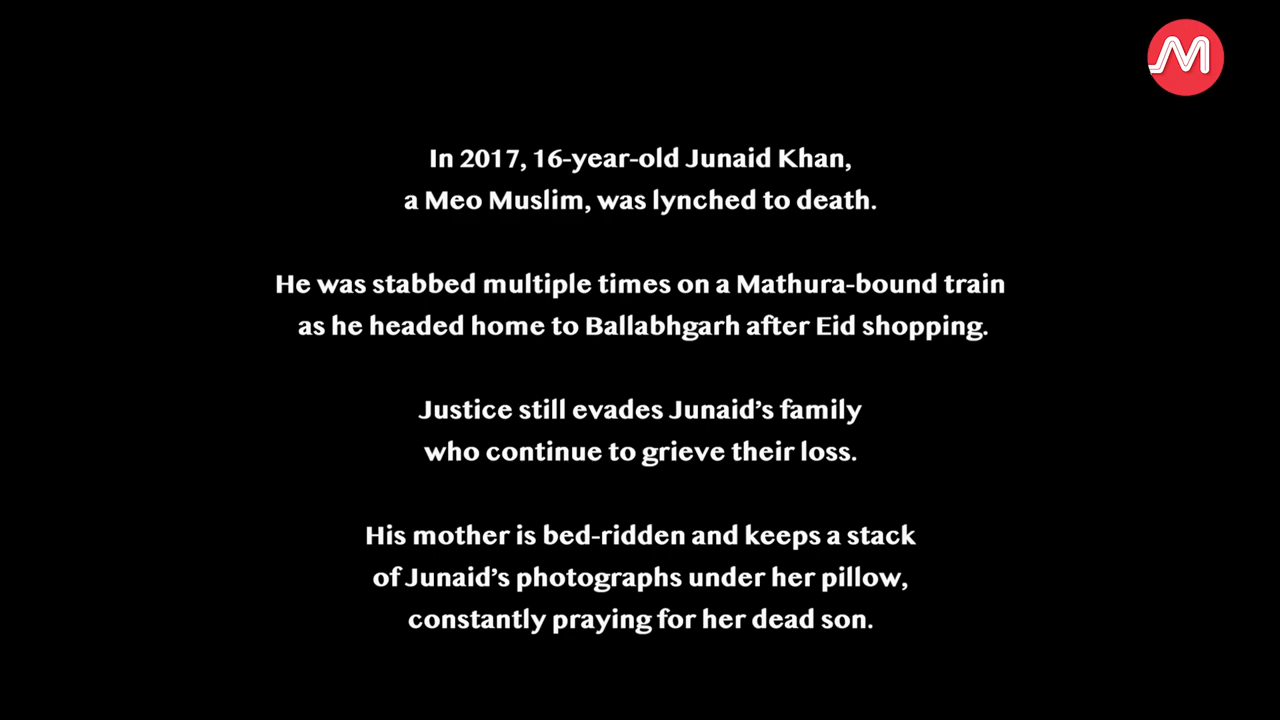 M
In 2017, 16-year-old Junaid Khan,
a Meo Muslim, was lynched to death.
He was stabbed multiple times on a Mathura-bound train
as he headed home to Ballabhgarh after Eid shopping.
Justice still evades Junaid’s family
who continue to grieve their loss.
His mother is bed-ridden and keeps a stack
of Junaid’s photographs under her pillow,
constantly praying for her dead son.